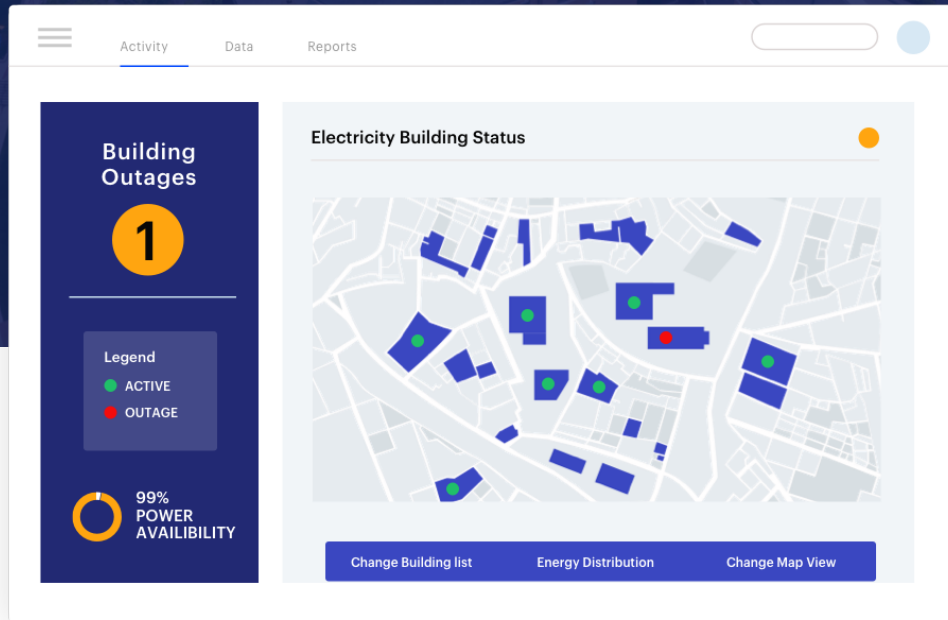 Activity
Data
Reports
Building
Outages
1
Legend
ACTIVE
OUTAGE
99%
POWER
AVAILIBILITY
Electricity Building Status
Change Building list
Energy Distribution
Change Map View